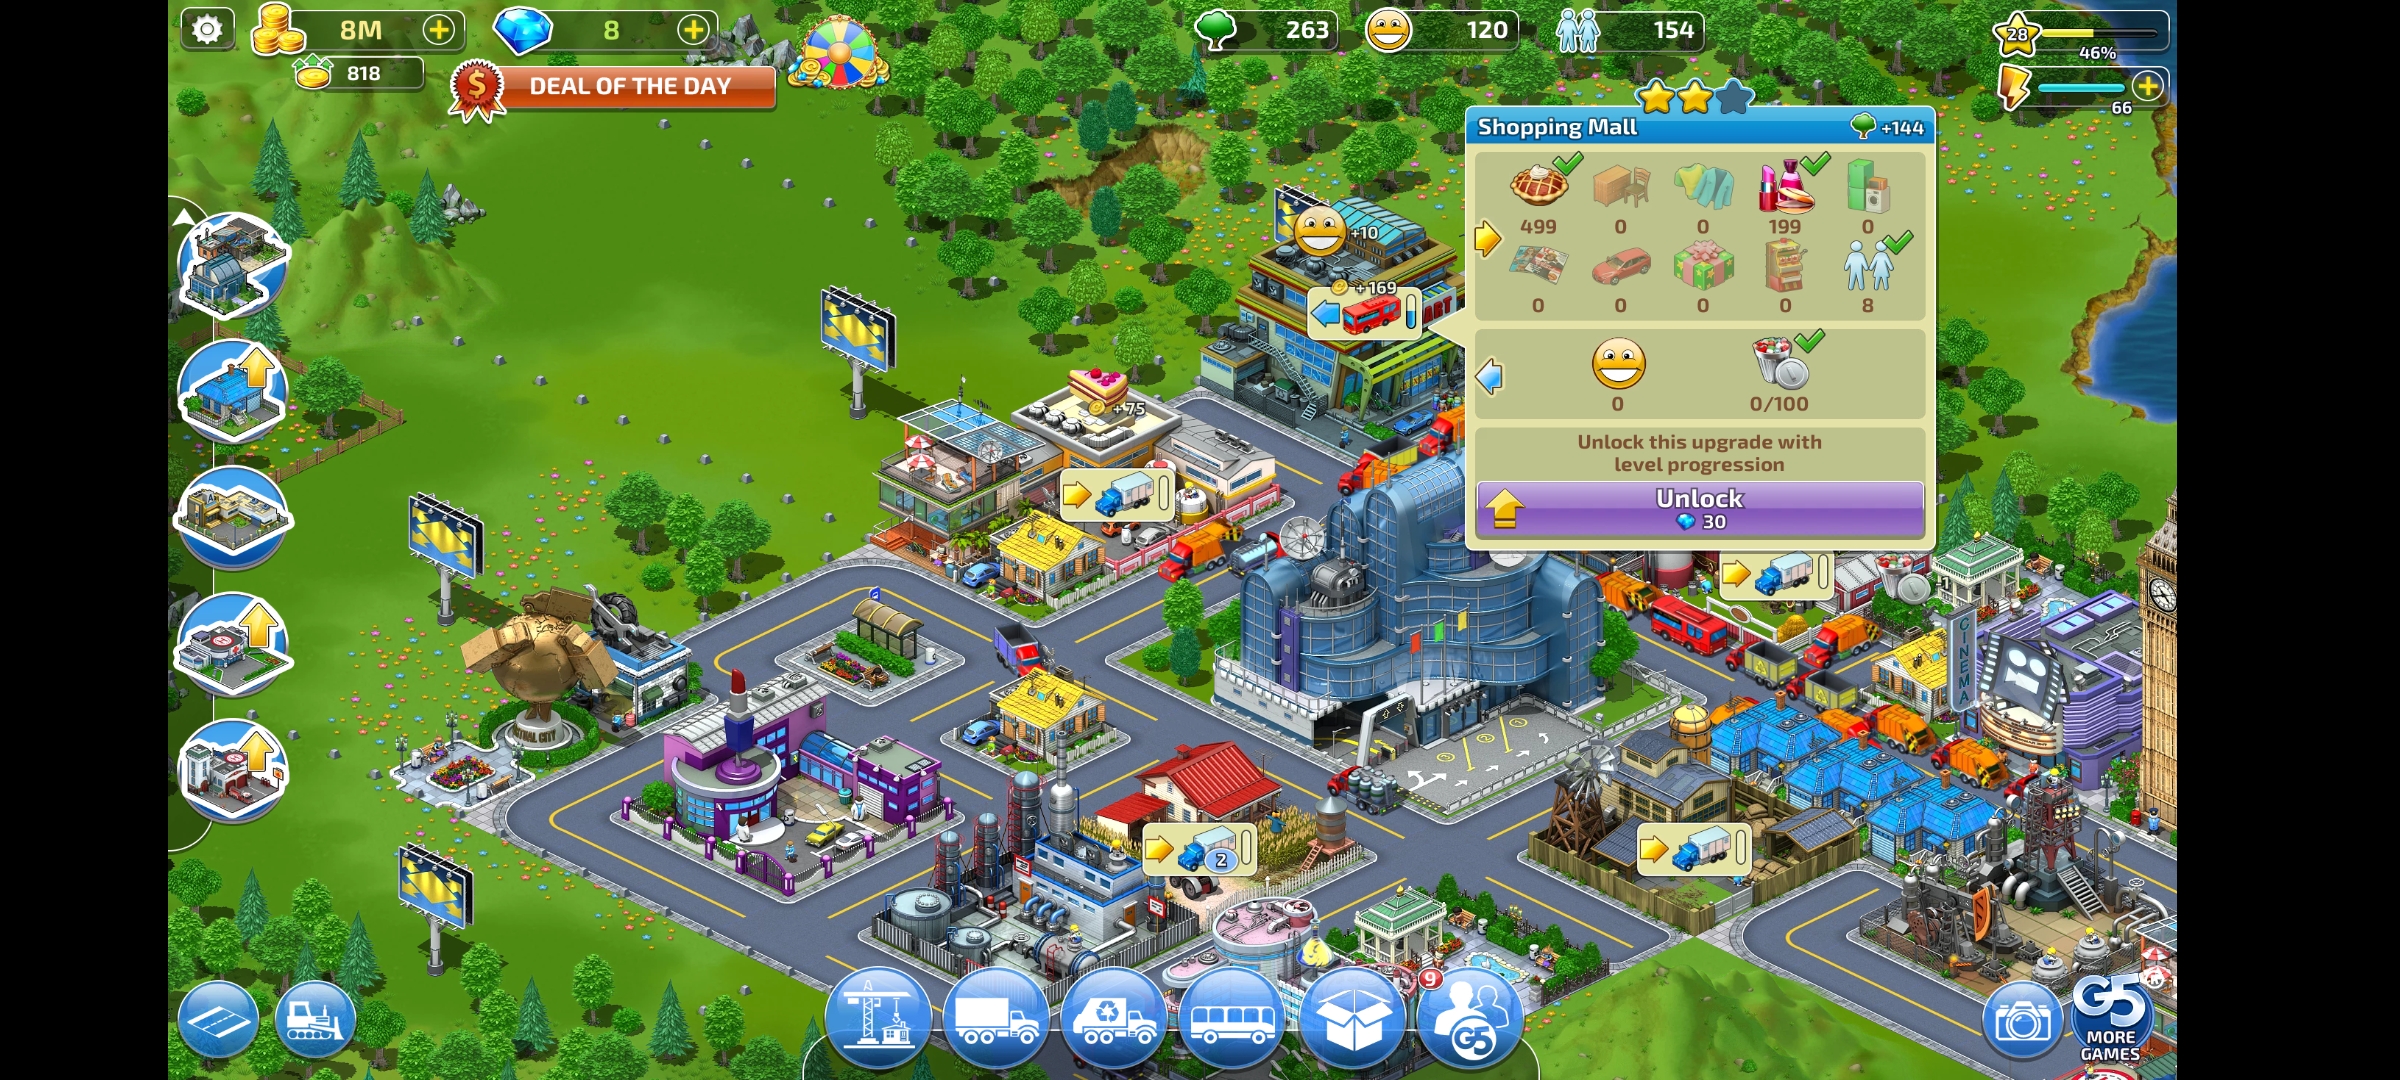 8M
8
263
120
154
28
46%
818
DEAL OF THE DAY
66
Shopping Mall
+144
499
0
0
199
0
0
0
0
0
8
0
0/100
Unlock this upgrade with
level progression
Unlock
30
+10
+169
+75
CINEMA
2
9
G5
G5
MORE
GAMES